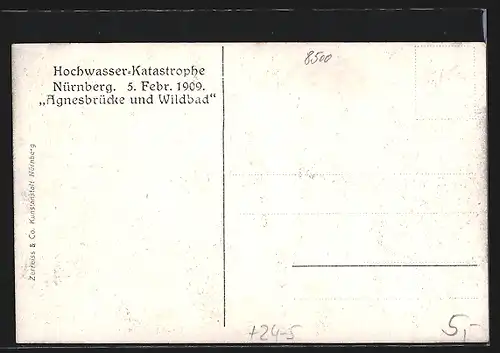 Hochwasser-Katastrophe
Nürnberg. 5. Febr. 1909.
„Agnesbrücke und Wildbad“
Zerreiss & Co. Kunstanstalt Nürnberg
8500
+24-5
5,-